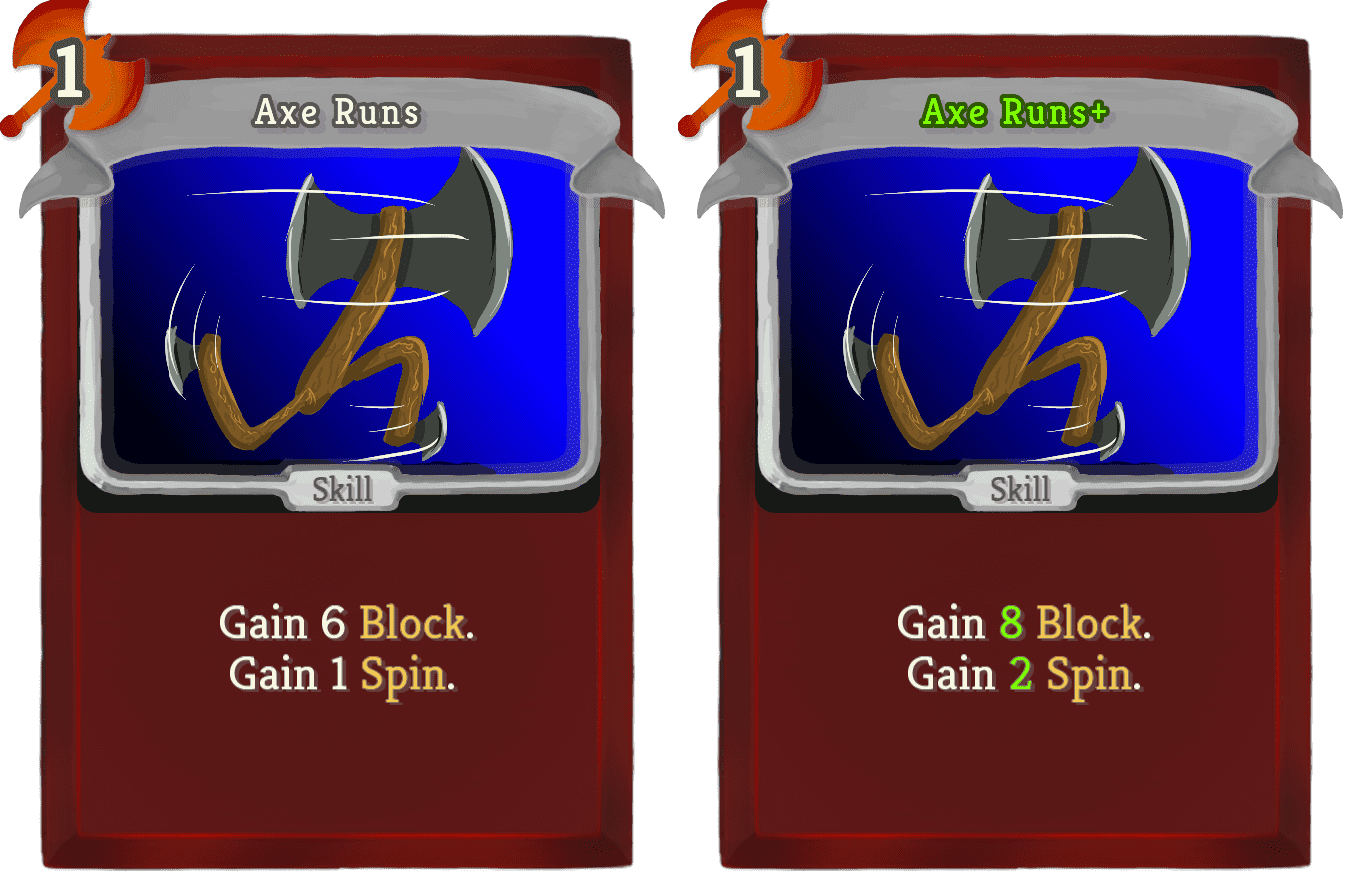 1
Axe Runs
Skill
Gain 6 Block.
Gain 1 Spin.
1
Axe Runs+
Skill
Gain 8 Block.
Gain 2 Spin.